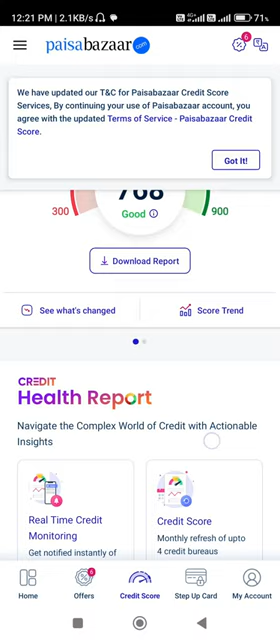 12:21 PM | 2.1KB/s
4G+
71%
paisabazaar.com
6
We have updated our T&C for Paisabazaar Credit Score
Services, By continuing your use of Paisabazaar account, you
agree with the updated Terms of Service - Paisabazaar Credit
Score.
Got It!
768
300
Good
900
Download Report
See what's changed
Score Trend
CREDIT
Health Report
Navigate the Complex World of Credit with Actionable
Insights
Real Time Credit
Monitoring
Get notified instantly of
Credit Score
Monthly refresh of upto
4 credit bureaus
6
Home
Offers
Credit Score
Step Up Card
My Account